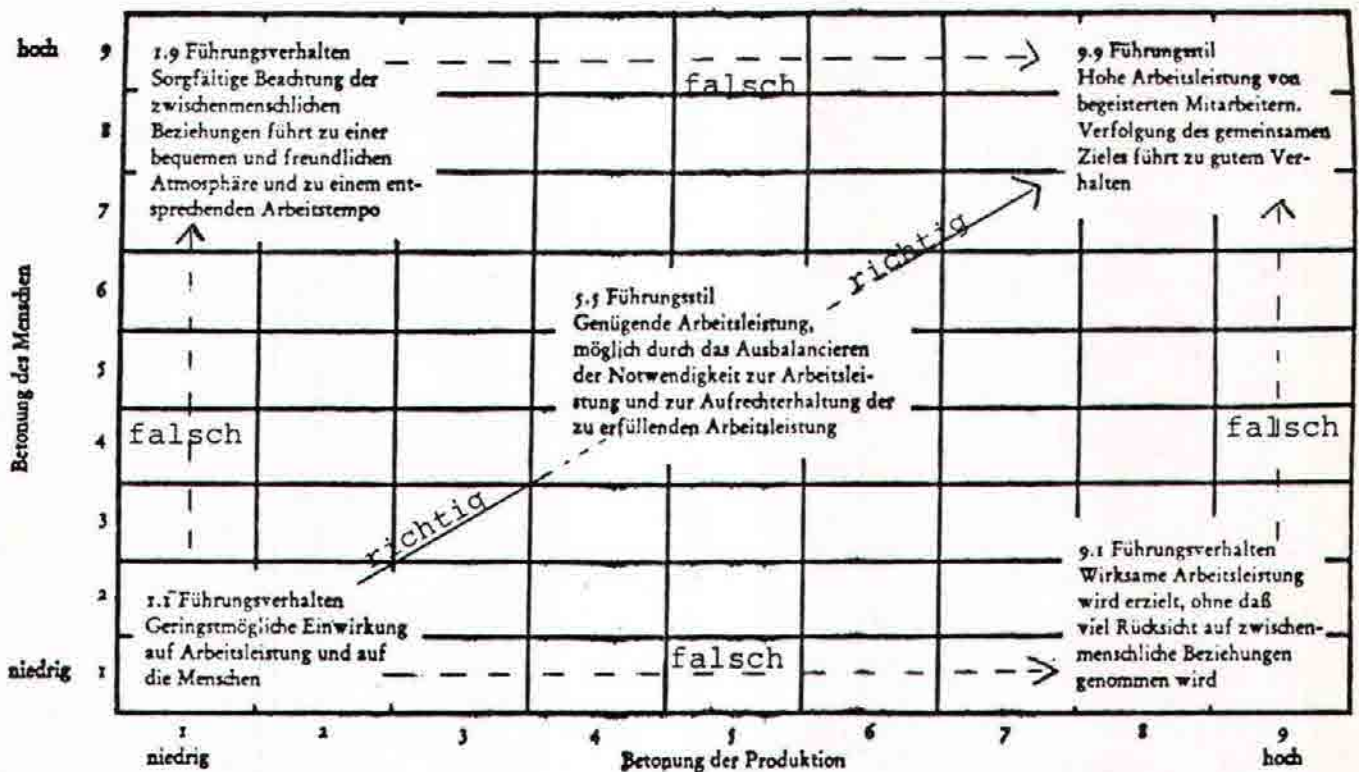 hoch 9
1.9 Führungsverhalten
Sorgfältige Beachtung der
zwischenmenschlichen
Beziehungen führt zu einer
bequemen und freundlichen
Atmosphäre und zu einem ent-
sprechenden Arbeitstempo
falsch
9.9 Führungsstil
Hohe Arbeitsleistung von
begeisterten Mitarbeitern.
Verfolgung des gemeinsamen
Zieles führt zu gutem Ver-
halten
8
7
6
5
4
3
2
niedrig 1
Betonung des Menschen
richtig
5.5 Führungsstil
Genügende Arbeitsleistung,
möglich durch das Ausbalancieren
der Notwendigkeit zur Arbeitslei-
stung und zur Aufrechterhaltung der
zu erfüllenden Arbeitsleistung
falsch
falsch
richtig
1.1 Führungsverhalten
Geringstmögliche Einwirkung
auf Arbeitsleistung und auf
die Menschen
falsch
9.1 Führungsverhalten
Wirksame Arbeitsleistung
wird erzielt, ohne daß
viel Rücksicht auf zwischen-
menschliche Beziehungen
genommen wird
1 2 3 4 5 6 7 8 9
niedrig Betonung der Produktion hoch